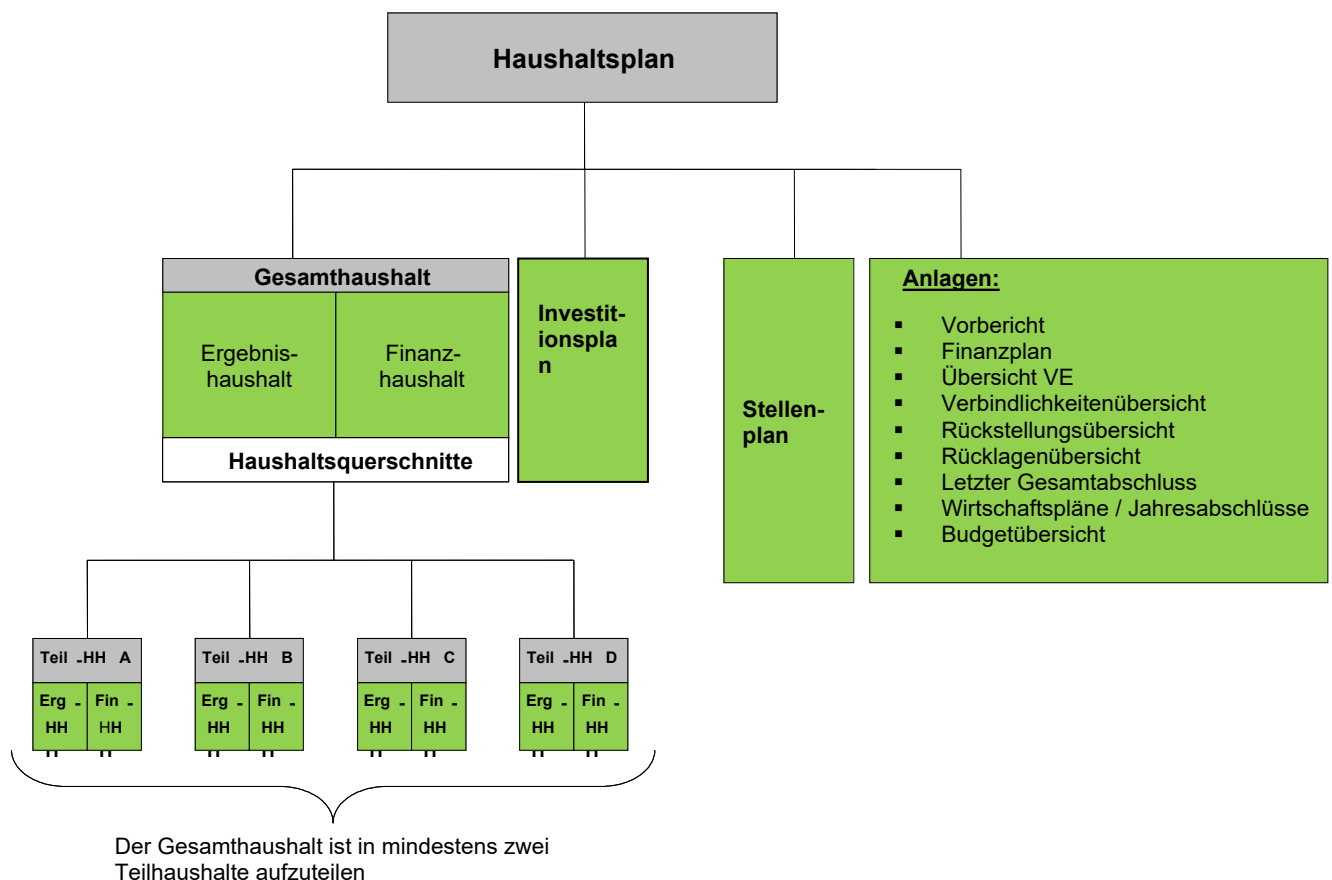 Haushaltsplan
Gesamthaushalt
Ergebnis-
haushalt
Finanz-
haushalt
Haushaltsquerschnitte
Investit-
ionspla
n
Stellen-
plan
Anlagen:
▪ Vorbericht
▪ Finanzplan
▪ Übersicht VE
▪ Verbindlichkeitenübersicht
▪ Rückstellungsübersicht
▪ Rücklagenübersicht
▪ Letzter Gesamtabschluss
▪ Wirtschaftspläne / Jahresabschlüsse
▪ Budgetübersicht
Teil -HH A
Erg -
HH
Fin -
HH
Teil -HH B
Erg -
HH
Fin -
HH
Teil -HH C
Erg -
HH
Fin -
HH
Teil -HH D
Erg -
HH
Fin -
HH
Der Gesamthaushalt ist in mindestens zwei
Teilhaushalte aufzuteilen